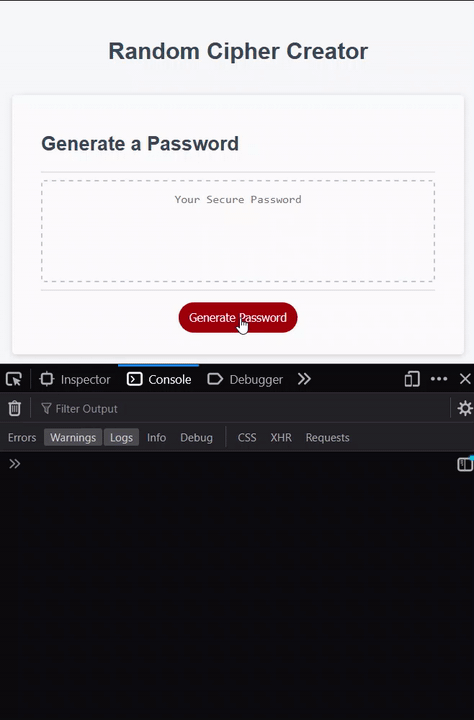 Random Cipher Creator
Generate a Password
Your Secure Password
Generate Password
Inspector Console Debugger
Filter Output
Errors Warnings Logs Info Debug CSS XHR Requests